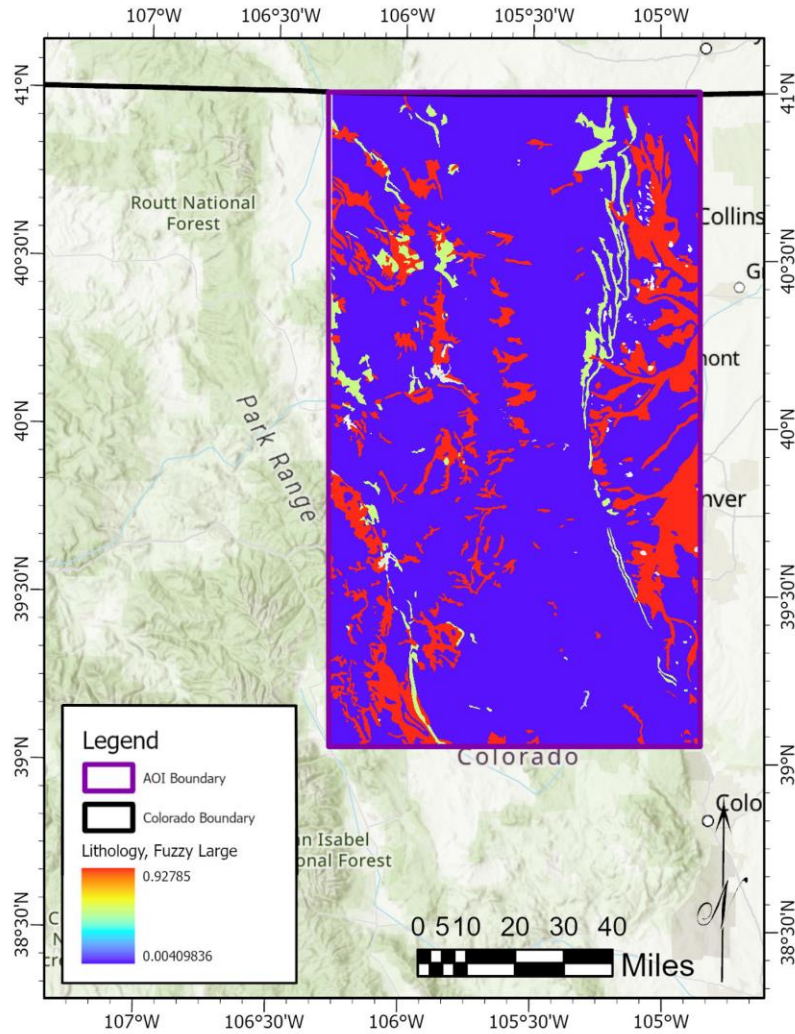 107°W 106°30'W 106°W 105°30'W 105°W
41°N 41°N
Routt National
Forest
Collins
40°30'N 40°30'N
G
mont
40°N 40°N
Park Range
nver
39°30'N 39°30'N
39°N 39°N
Colorado
Legend
AOI Boundary
Colorado Boundary
Lithology, Fuzzy Large
0.92785
0.00409836
Colo
n Isabel
onal Forest
38°30'N 38°30'N
0 5 10 20 30 40
Miles
107°W 106°30'W 106°W 105°30'W 105°W